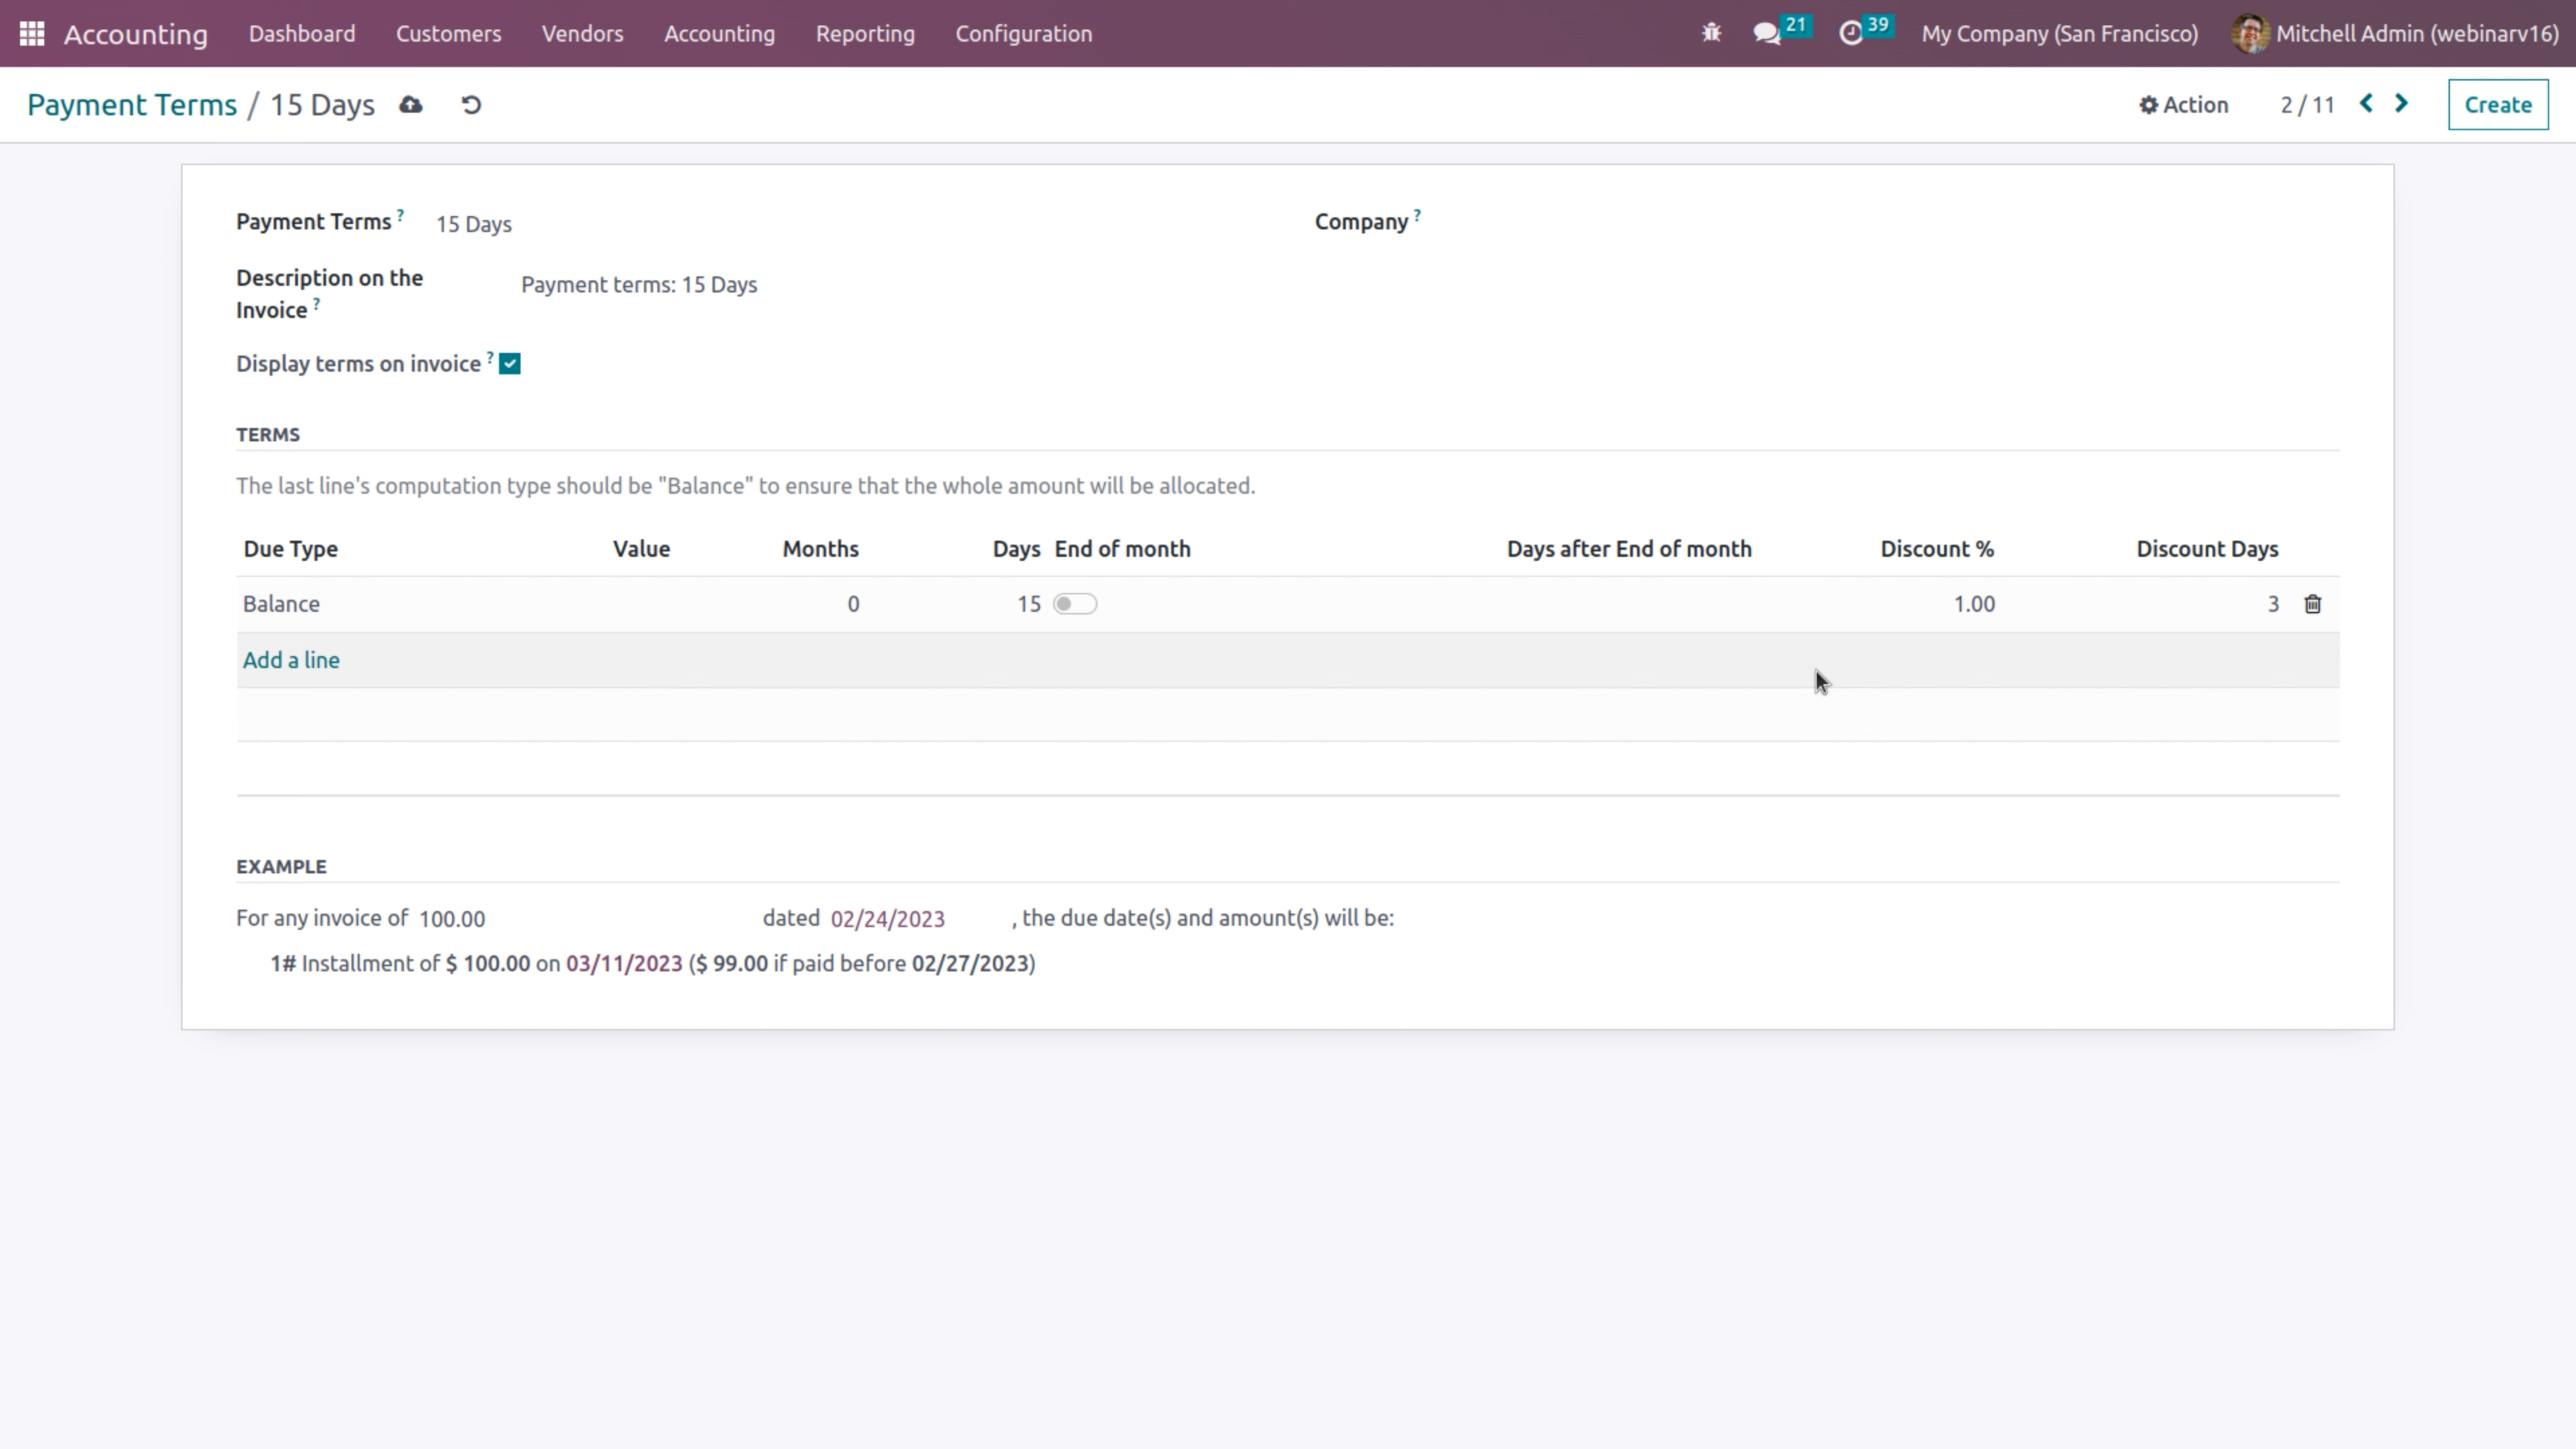 Accounting Dashboard Customers Vendors Accounting Reporting Configuration 21 39 My Company (San Francisco) Mitchell Admin (webinarv16)
Payment Terms / 15 Days Action 2 / 11 Create
Payment Terms ? 15 Days Company ?
Description on the
Invoice ? Payment terms: 15 Days
Display terms on invoice ?
TERMS
The last line's computation type should be "Balance" to ensure that the whole amount will be allocated.
Due Type Value Months Days End of month Days after End of month Discount % Discount Days
Balance 0 15 1.00 3
Add a line
EXAMPLE
For any invoice of 100.00 dated 02/24/2023 , the due date(s) and amount(s) will be:
1# Installment of $ 100.00 on 03/11/2023 ($ 99.00 if paid before 02/27/2023)